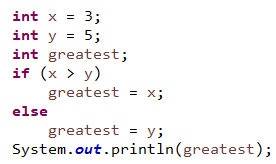 int x = 3;
int y = 5;
int greatest;
if (x > y)
    greatest = x;
else
    greatest = y;
System.out.println(greatest);